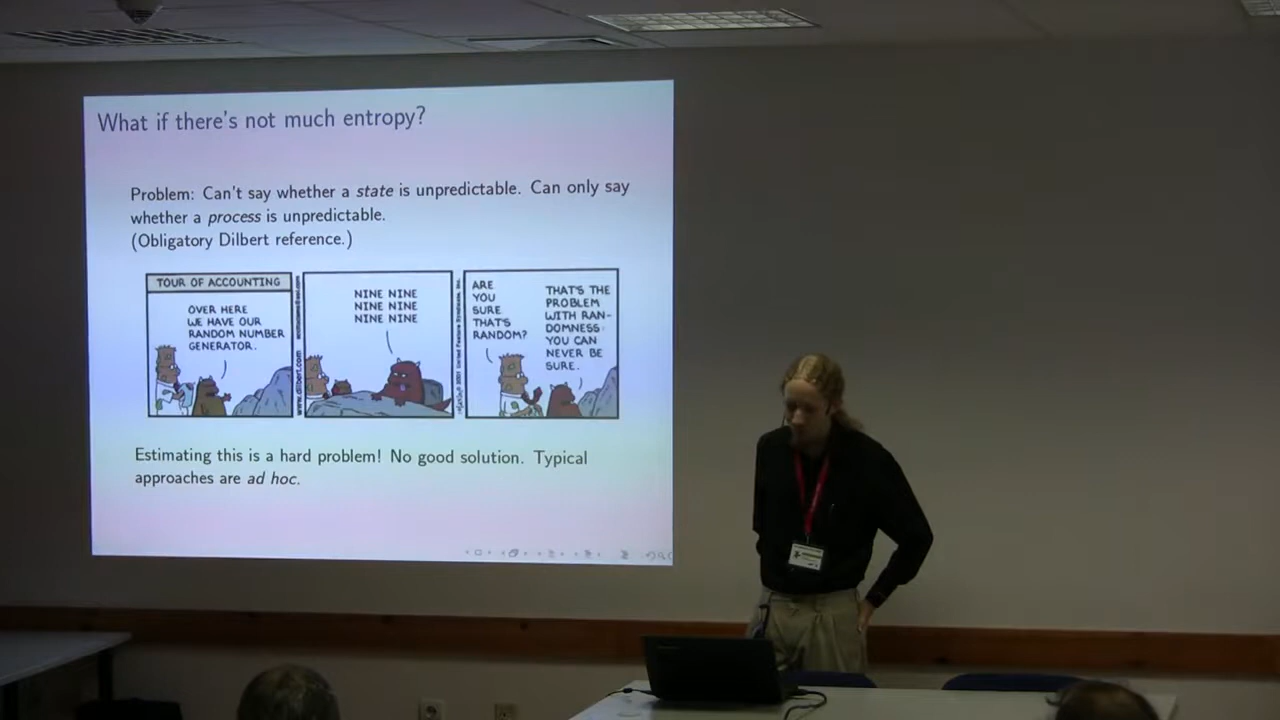 What if there's not much entropy?
Problem: Can't say whether a state is unpredictable. Can only say
whether a process is unpredictable.
(Obligatory Dilbert reference.)
TOUR OF ACCOUNTING
OVER HERE
WE HAVE OUR
RANDOM NUMBER
GENERATOR.
www.dilbert.com
NINE NINE
NINE NINE
NINE NINE
ARE
YOU
SURE
THAT'S
RANDOM?
THAT'S THE
PROBLEM
WITH RAN-
DOMNESS:
YOU CAN
NEVER BE
SURE.
Estimating this is a hard problem! No good solution. Typical
approaches are ad hoc.